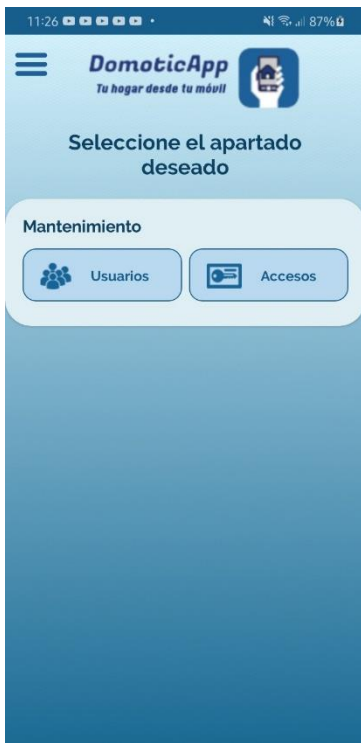 11:26 87%
DomoticApp
Tu hogar desde tu móvil
Seleccione el apartado
deseado
Mantenimiento
Usuarios Accesos